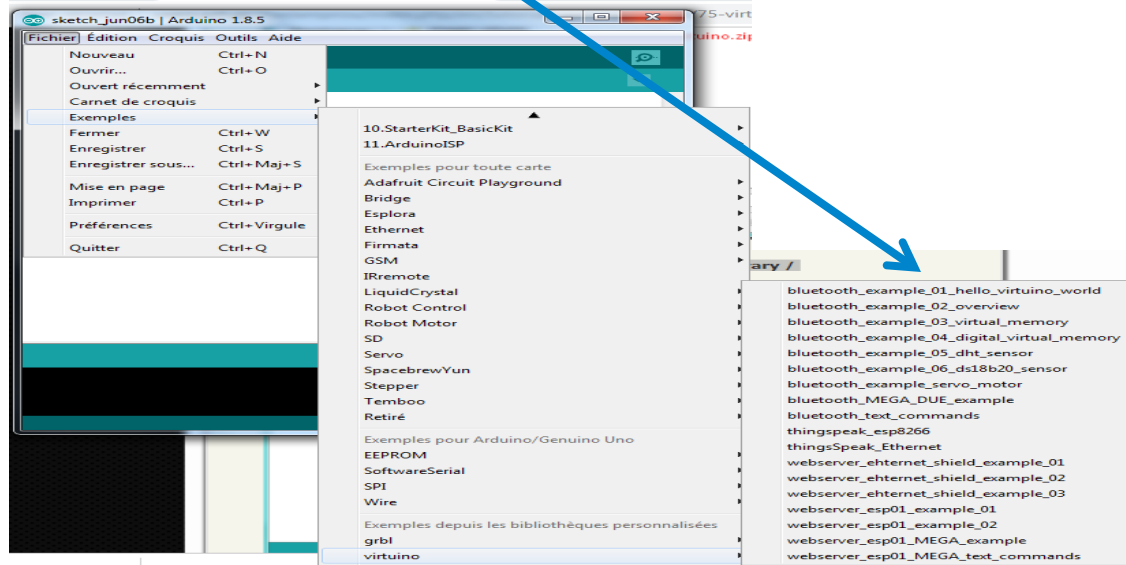 sketch_jun06b | Arduino 1.8.5
75-virt
Fichier Édition Croquis Outils Aide
uino.zip
Nouveau Ctrl+N
Ouvrir... Ctrl+O
Ouvert récemment
Carnet de croquis
Exemples
Fermer Ctrl+W
Enregistrer Ctrl+S
Enregistrer sous... Ctrl+Maj+S
Mise en page Ctrl+Maj+P
Imprimer Ctrl+P
Préférences Ctrl+Virgule
Quitter Ctrl+Q
10.StarterKit_BasicKit
11.ArduinoISP
Exemples pour toute carte
Adafruit Circuit Playground
Bridge
Esplora
Ethernet
Firmata
GSM
IRremote
LiquidCrystal
Robot Control
Robot Motor
SD
Servo
SpacebrewYun
Stepper
Temboo
Retiré
Exemples pour Arduino/Genuino Uno
EEPROM
SoftwareSerial
SPI
Wire
Exemples depuis les bibliothèques personnalisées
grbl
virtuino
ary /
bluetooth_example_01_hello_virtuino_world
bluetooth_example_02_overview
bluetooth_example_03_virtual_memory
bluetooth_example_04_digital_virtual_memory
bluetooth_example_05_dht_sensor
bluetooth_example_06_ds18b20_sensor
bluetooth_example_servo_motor
bluetooth_MEGA_DUE_example
bluetooth_text_commands
thingspeak_esp8266
thingsSpeak_Ethernet
webserver_ehternet_shield_example_01
webserver_ehternet_shield_example_02
webserver_ehternet_shield_example_03
webserver_esp01_example_01
webserver_esp01_example_02
webserver_esp01_MEGA_example
webserver_esp01_MEGA_text_commands